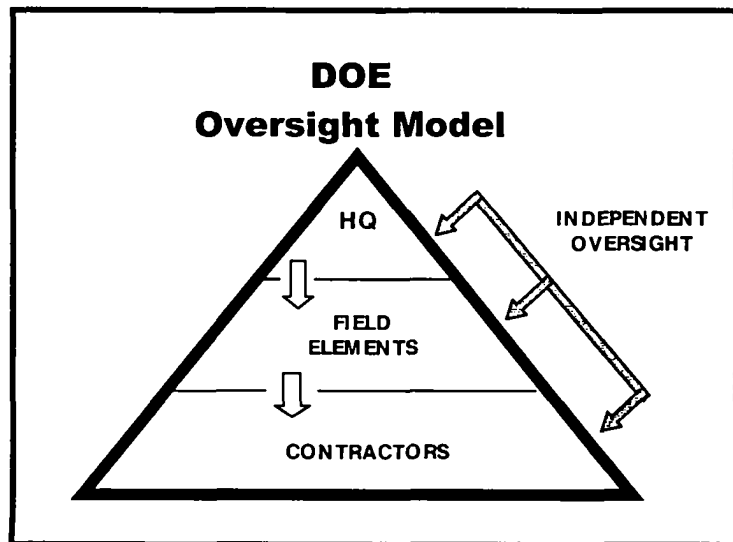 DOE
Oversight Model
HQ
INDEPENDENT
OVERSIGHT
FIELD
ELEMENTS
CONTRACTORS